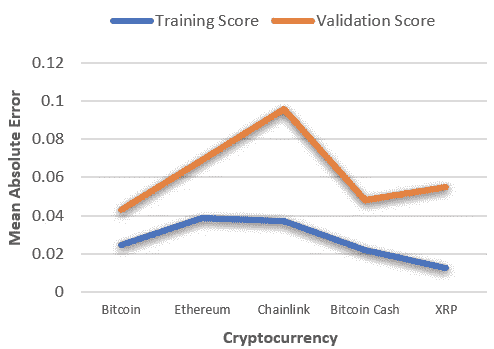 Training Score Validation Score
0.12
0.1
0.08
0.06
0.04
0.02
0
Mean Absolute Error
Bitcoin Ethereum Chainlink Bitcoin Cash XRP
Cryptocurrency